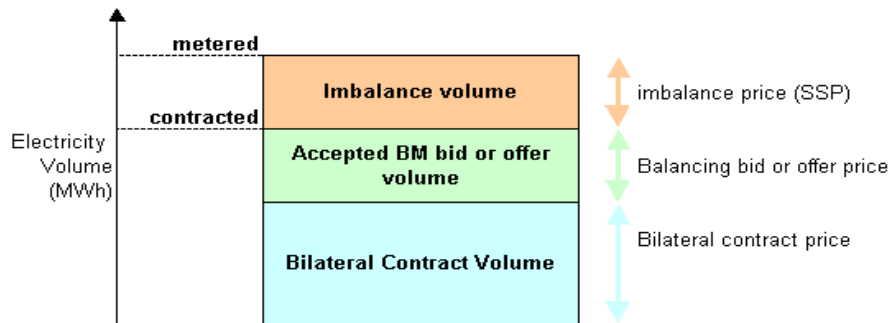 metered
Imbalance volume
imbalance price (SSP)
contracted
Electricity
Volume
(MWh)
Accepted BM bid or offer
volume
Balancing bid or offer price
Bilateral Contract Volume
Bilateral contract price